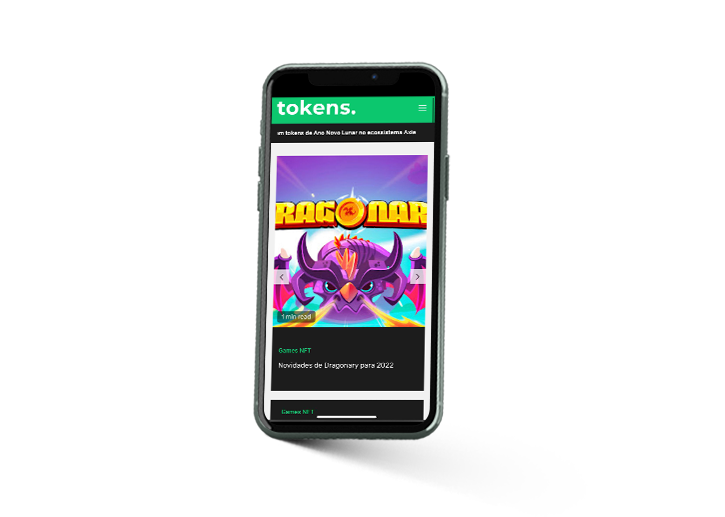 tokens.
m tokens de Ano Novo Lunar no ecossistema Axie
RAGONAR
1 min read
Games NFT
Novidades de Dragonary para 2022
Games NFT